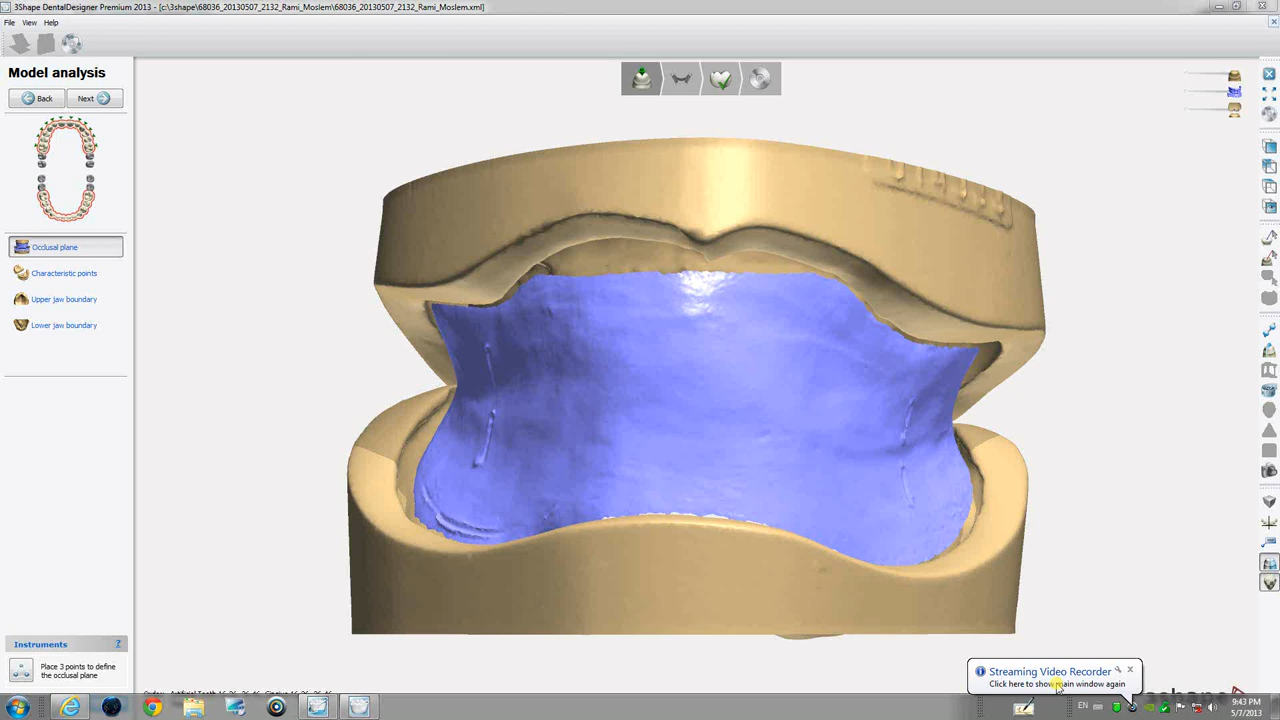 3Shape DentalDesigner Premium 2013 - [c:\3shape\68036_20130507_2132_Rami_Moslem\68036_20130507_2132_Rami_Moslem.xml]
File View Help
Model analysis
Back Next
Occlusal plane
Characteristic points
Upper jaw boundary
Lower jaw boundary
Instruments ?
Place 3 points to define
the occlusal plane
Streaming Video Recorder
Click here to show main window again
EN
9:43 PM
5/7/2013